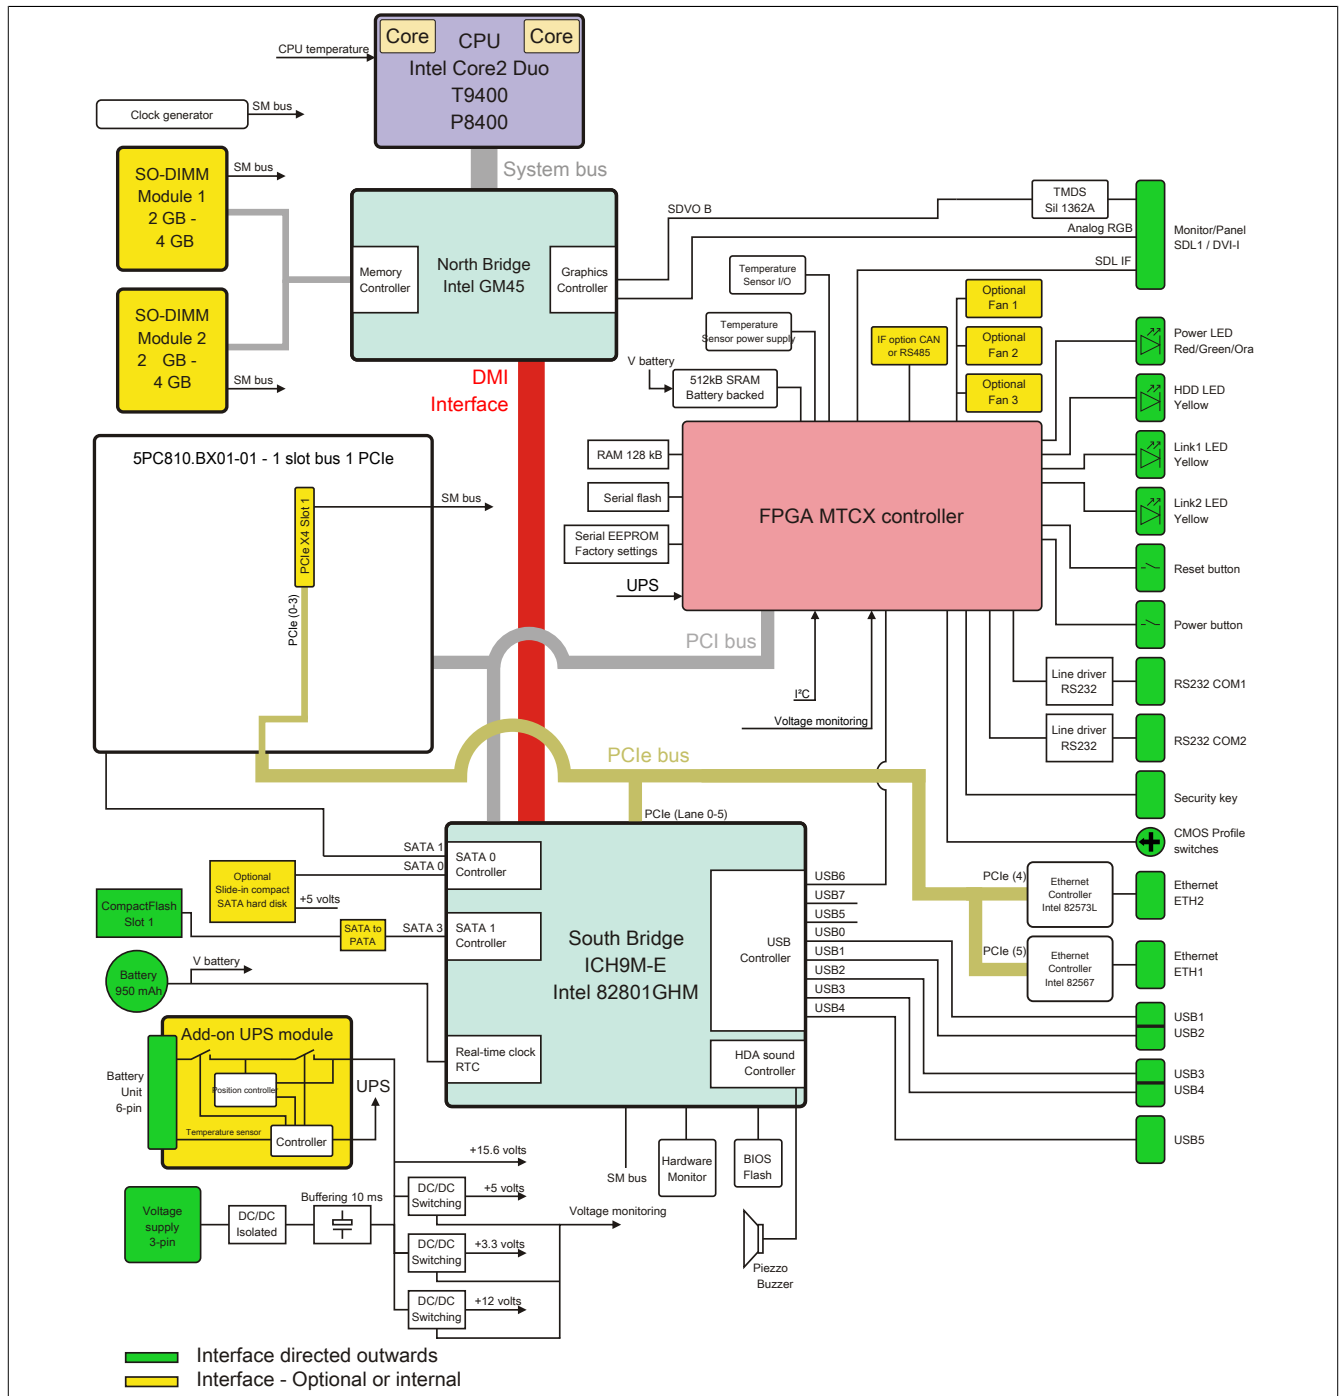 Core
Core
CPU
Intel Core2 Duo
T9400
P8400
CPU temperature
Clock generator
SM bus
System bus
SO-DIMM
Module 1
2 GB -
4 GB
SM bus
SO-DIMM
Module 2
2 GB -
4 GB
SM bus
Memory
Controller
North Bridge
Intel GM45
Graphics
Controller
SDVO B
TMDS
Sil 1362A
Analog RGB
SDL IF
Monitor/Panel
SDL1 / DVI-I
Temperature
Sensor I/O
Temperature
Sensor power supply
V battery
512kB SRAM
Battery backed
IF option CAN
or RS485
Optional
Fan 1
Optional
Fan 2
Optional
Fan 3
Power LED
Red/Green/Ora
HDD LED
Yellow
Link1 LED
Yellow
Link2 LED
Yellow
Reset button
Power button
DMI
Interface
5PC810.BX01-01 - 1 slot bus 1 PCIe
PCIe X4 Slot 1
SM bus
PCIe (0-3)
RAM 128 kB
Serial flash
Serial EEPROM
Factory settings
UPS
FPGA MTCX controller
PCI bus
I²C
Voltage monitoring
Line driver
RS232
RS232 COM1
Line driver
RS232
RS232 COM2
Security key
CMOS Profile
switches
PCIe bus
PCIe (Lane 0-5)
SATA 1
SATA 0
SATA 0
Controller
Optional
Slide-in compact
SATA hard disk
+5 volts
CompactFlash
Slot 1
SATA to
PATA
SATA 3
SATA 1
Controller
Battery
950 mAh
V battery
South Bridge
ICH9M-E
Intel 82801GHM
USB
Controller
USB6
USB7
USB5
USB0
USB1
USB2
USB3
USB4
PCIe (4)
Ethernet
Controller
Intel 82573L
Ethernet
ETH2
PCIe (5)
Ethernet
Controller
Intel 82567
Ethernet
ETH1
USB1
USB2
USB3
USB4
USB5
Real-time clock
RTC
HDA sound
Controller
Add-on UPS module
Battery
Unit
6-pin
Position controller
Temperature sensor
Controller
UPS
SM bus
Hardware
Monitor
BIOS
Flash
Piezzo
Buzzer
+15.6 volts
DC/DC
Switching
+5 volts
Voltage monitoring
Voltage
supply
3-pin
DC/DC
Isolated
Buffering 10 ms
DC/DC
Switching
+3.3 volts
DC/DC
Switching
+12 volts
Interface directed outwards
Interface - Optional or internal